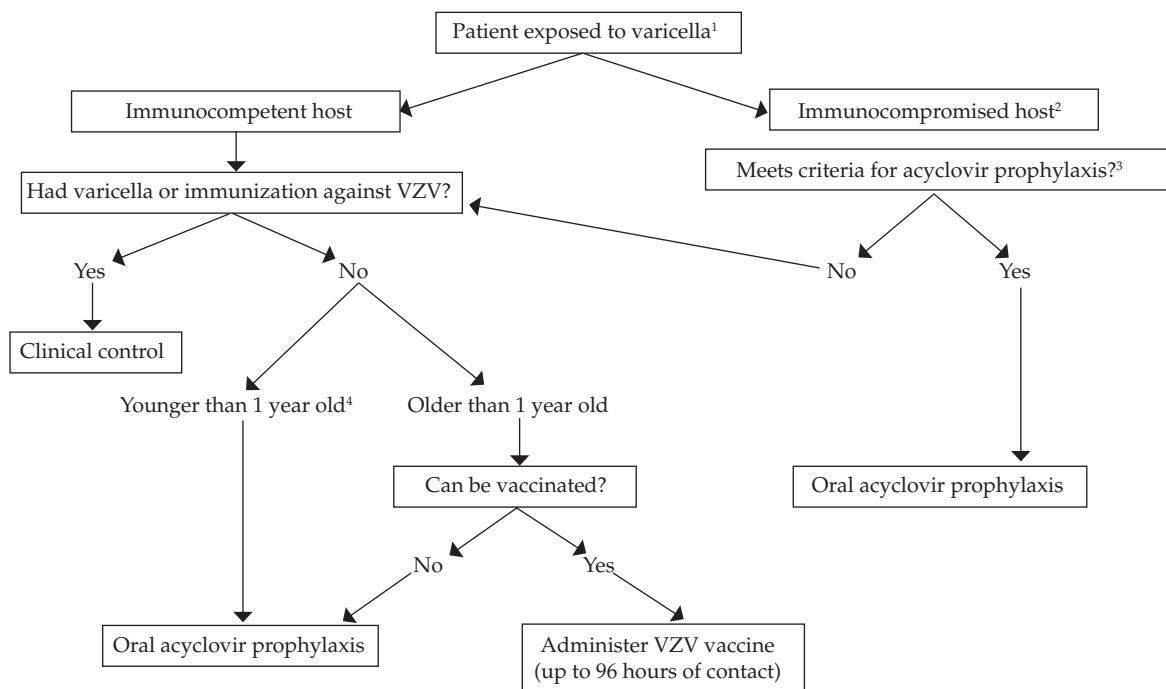 Patient exposed to varicella¹
Immunocompetent host
Immunocompromised host²
Meets criteria for acyclovir prophylaxis?³
Had varicella or immunization against VZV?
Yes
No
No
Yes
Clinical control
Younger than 1 year old⁴
Older than 1 year old
Can be vaccinated?
Oral acyclovir prophylaxis
No
Yes
Oral acyclovir prophylaxis
Administer VZV vaccine
(up to 96 hours of contact)